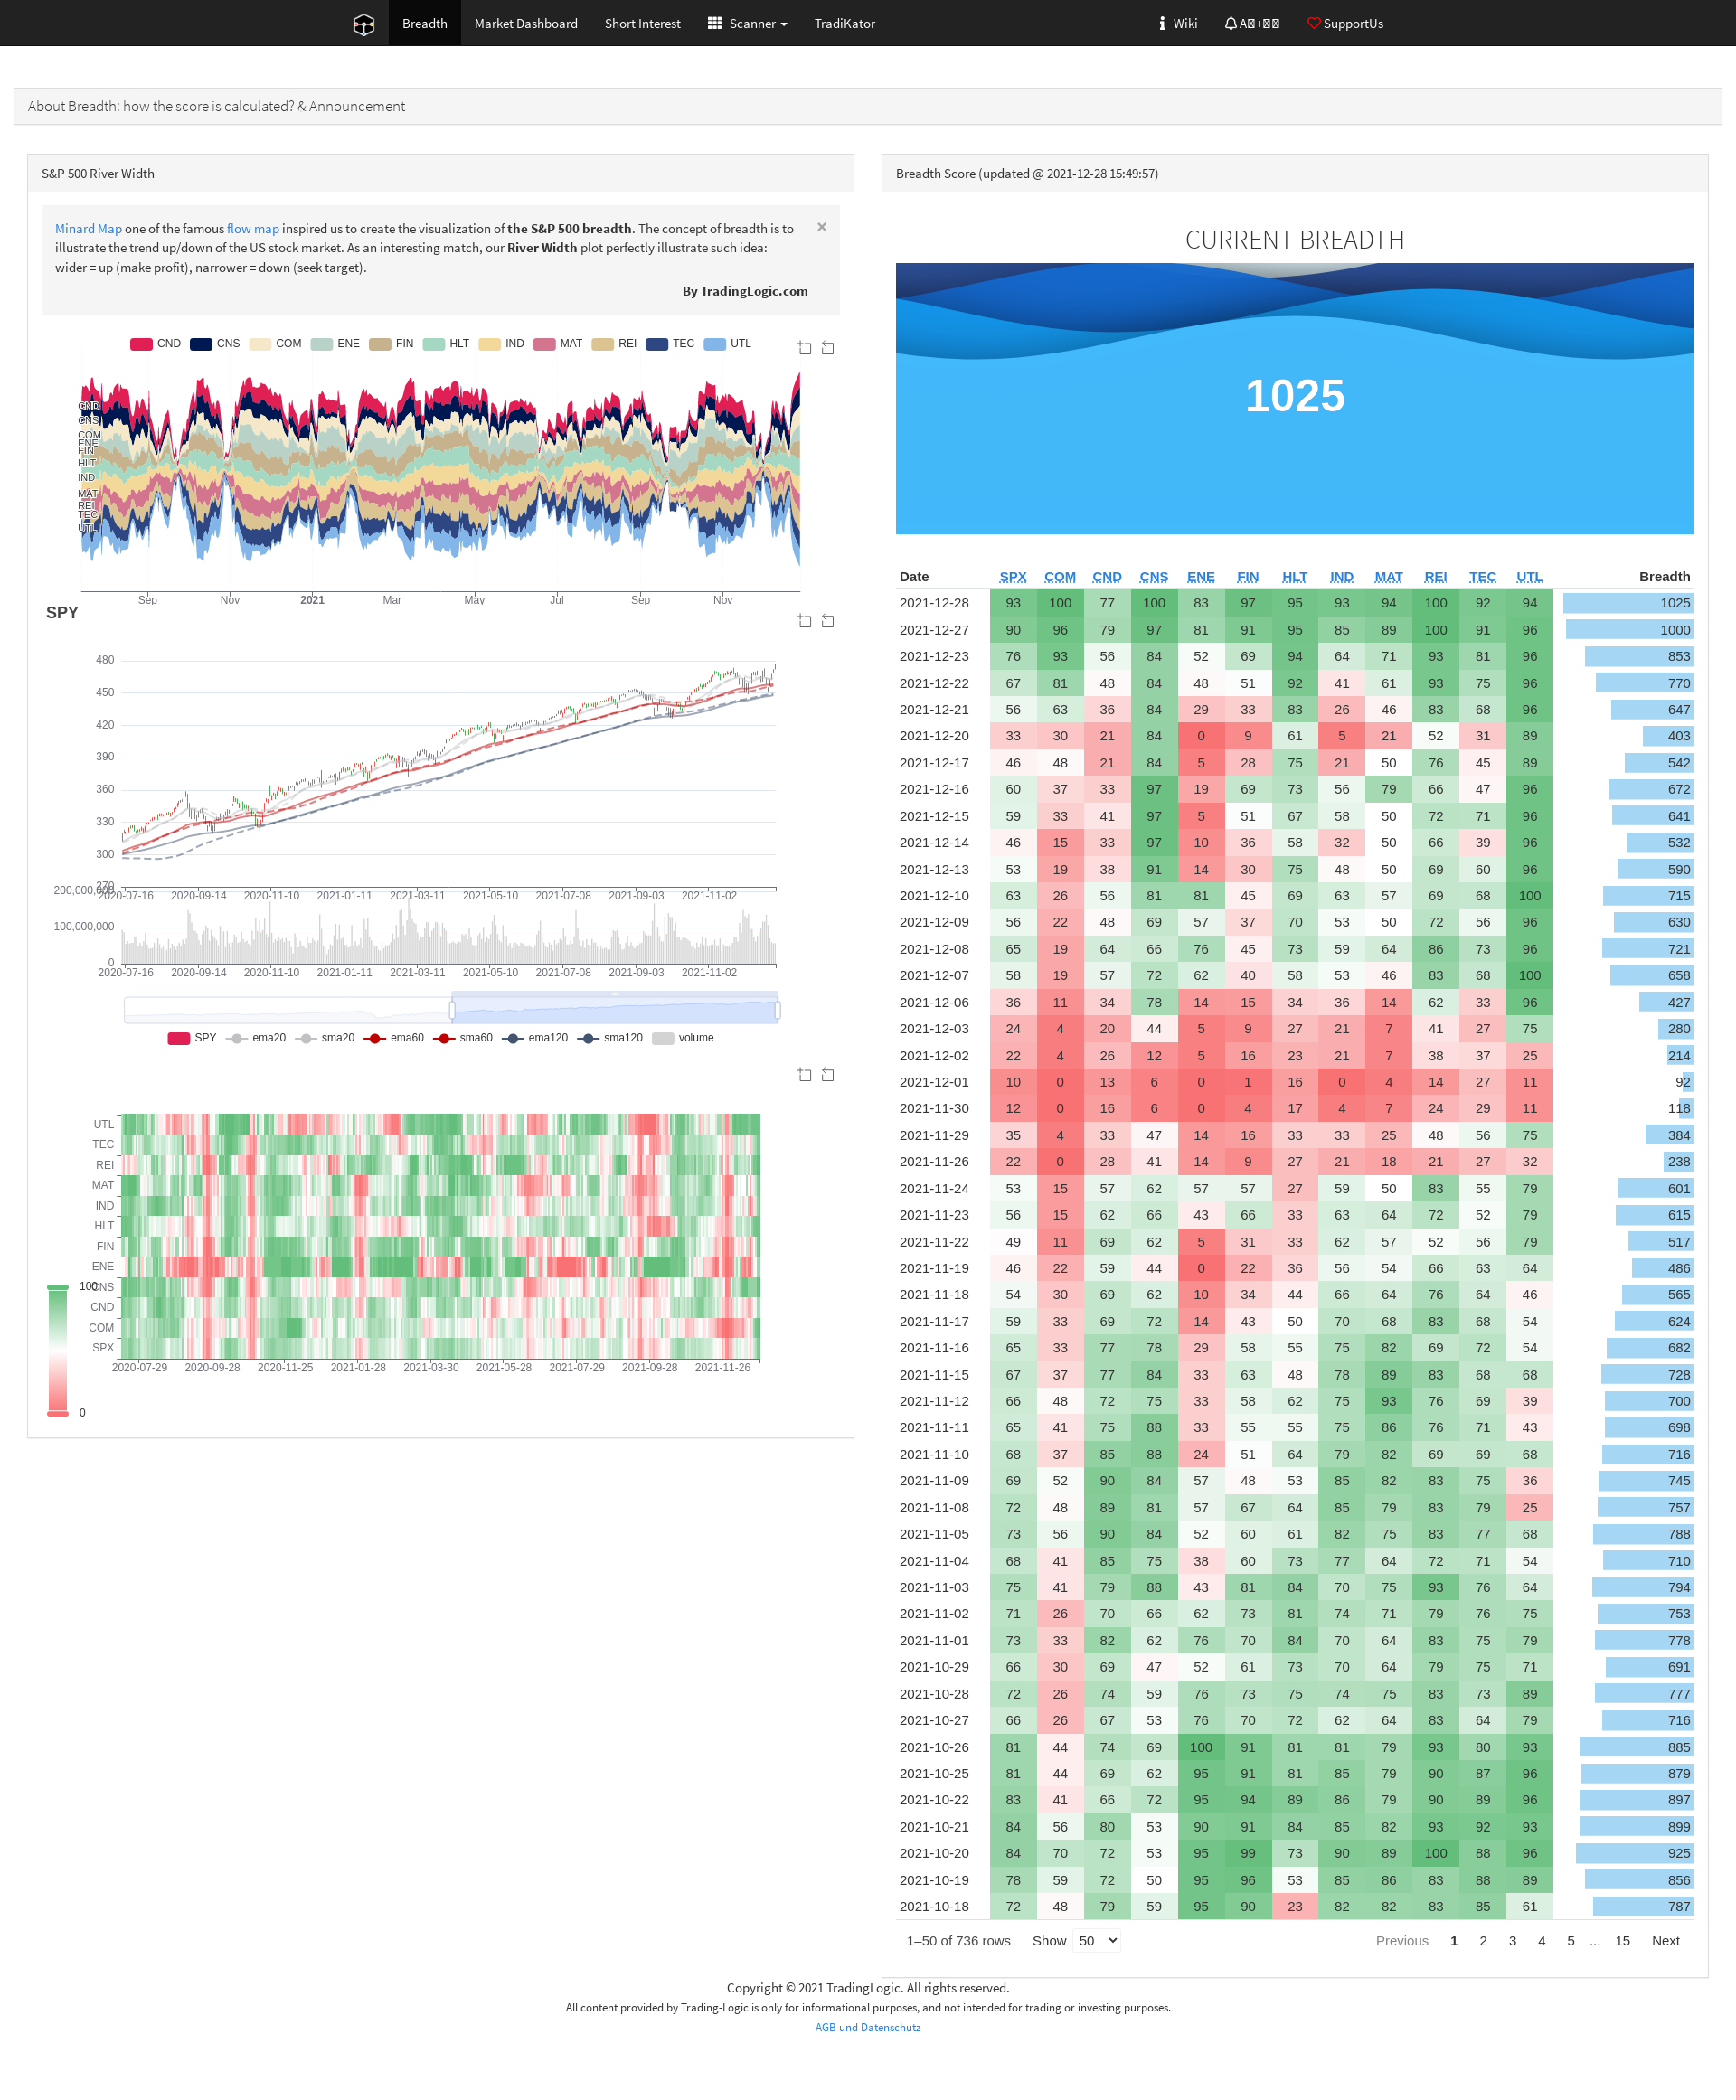 Breadth Market Dashboard Short Interest Scanner TradiKator Wiki SupportUs
About Breadth: how the score is calculated? & Announcement
S&P 500 River Width
Minard Map one of the famous flow map inspired us to create the visualization of the S&P 500 breadth. The concept of breadth is to
illustrate the trend up/down of the US stock market. As an interesting match, our River Width plot perfectly illustrate such idea:
wider = up (make profit), narrower = down (seek target).
×
By TradingLogic.com
CND CNS COM ENE FIN HLT IND MAT REI TEC UTL
CND
CNS
COM
ENE
FIN
HLT
IND
MAT
REI
TEC
UTL
Sep Nov 2021 Mar May Jul Sep Nov
SPY
480
450
420
390
360
330
300
270
2020-07-16 2020-09-14 2020-11-10 2021-01-11 2021-03-11 2021-05-10 2021-07-08 2021-09-03 2021-11-02
200,000,000
100,000,000
0
2020-07-16 2020-09-14 2020-11-10 2021-01-11 2021-03-11 2021-05-10 2021-07-08 2021-09-03 2021-11-02
SPY ema20 sma20 ema60 sma60 ema120 sma120 volume
UTL
TEC
REI
MAT
IND
HLT
FIN
ENE
CNS
CND
COM
SPX
2020-07-29 2020-09-28 2020-11-25 2021-01-28 2021-03-30 2021-05-28 2021-07-29 2021-09-28 2021-11-26
100
0
Breadth Score (updated @ 2021-12-28 15:49:57)
CURRENT BREADTH
1025
Date SPX COM CND CNS ENE FIN HLT IND MAT REI TEC UTL Breadth
2021-12-28 93 100 77 100 83 97 95 93 94 100 92 94 1025
2021-12-27 90 96 79 97 81 91 95 85 89 100 91 96 1000
2021-12-23 76 93 56 84 52 69 94 64 71 93 81 96 853
2021-12-22 67 81 48 84 48 51 92 41 61 93 75 96 770
2021-12-21 56 63 36 84 29 33 83 26 46 83 68 96 647
2021-12-20 33 30 21 84 0 9 61 5 21 52 31 89 403
2021-12-17 46 48 21 84 5 28 75 21 50 76 45 89 542
2021-12-16 60 37 33 97 19 69 73 56 79 66 47 96 672
2021-12-15 59 33 41 97 5 51 67 58 50 72 71 96 641
2021-12-14 46 15 33 97 10 36 58 32 50 66 39 96 532
2021-12-13 53 19 38 91 14 30 75 48 50 69 60 96 590
2021-12-10 63 26 56 81 81 45 69 63 57 69 68 100 715
2021-12-09 56 22 48 69 57 37 70 53 50 72 56 96 630
2021-12-08 65 19 64 66 76 45 73 59 64 86 73 96 721
2021-12-07 58 19 57 72 62 40 58 53 46 83 68 100 658
2021-12-06 36 11 34 78 14 15 34 36 14 62 33 96 427
2021-12-03 24 4 20 44 5 9 27 21 7 41 27 75 280
2021-12-02 22 4 26 12 5 16 23 21 7 38 37 25 214
2021-12-01 10 0 13 6 0 1 16 0 4 14 27 11 92
2021-11-30 12 0 16 6 0 4 17 4 7 24 29 11 118
2021-11-29 35 4 33 47 14 16 33 33 25 48 56 75 384
2021-11-26 22 0 28 41 14 9 27 21 18 21 27 32 238
2021-11-24 53 15 57 62 57 57 27 59 50 83 55 79 601
2021-11-23 56 15 62 66 43 66 33 63 64 72 52 79 615
2021-11-22 49 11 69 62 5 31 33 62 57 52 56 79 517
2021-11-19 46 22 59 44 0 22 36 56 54 66 63 64 486
2021-11-18 54 30 69 62 10 34 44 66 64 76 64 46 565
2021-11-17 59 33 69 72 14 43 50 70 68 83 68 54 624
2021-11-16 65 33 77 78 29 58 55 75 82 69 72 54 682
2021-11-15 67 37 77 84 33 63 48 78 89 83 68 68 728
2021-11-12 66 48 72 75 33 58 62 75 93 76 69 39 700
2021-11-11 65 41 75 88 33 55 55 75 86 76 71 43 698
2021-11-10 68 37 85 88 24 51 64 79 82 69 69 68 716
2021-11-09 69 52 90 84 57 48 53 85 82 83 75 36 745
2021-11-08 72 48 89 81 57 67 64 85 79 83 79 25 757
2021-11-05 73 56 90 84 52 60 61 82 75 83 77 68 788
2021-11-04 68 41 85 75 38 60 73 77 64 72 71 54 710
2021-11-03 75 41 79 88 43 81 84 70 75 93 76 64 794
2021-11-02 71 26 70 66 62 73 81 74 71 79 76 75 753
2021-11-01 73 33 82 62 76 70 84 70 64 83 75 79 778
2021-10-29 66 30 69 47 52 61 73 70 64 79 75 71 691
2021-10-28 72 26 74 59 76 73 75 74 75 83 73 89 777
2021-10-27 66 26 67 53 76 70 72 62 64 83 64 79 716
2021-10-26 81 44 74 69 100 91 81 81 79 93 80 93 885
2021-10-25 81 44 69 62 95 91 81 85 79 90 87 96 879
2021-10-22 83 41 66 72 95 94 89 86 79 90 89 96 897
2021-10-21 84 56 80 53 90 91 84 85 82 93 92 93 899
2021-10-20 84 70 72 53 95 99 73 90 89 100 88 96 925
2021-10-19 78 59 72 50 95 96 53 85 86 83 88 89 856
2021-10-18 72 48 79 59 95 90 23 82 82 83 85 61 787
1–50 of 736 rows Show 50 Previous 1 2 3 4 5 ... 15 Next
Copyright © 2021 TradingLogic. All rights reserved.
All content provided by Trading-Logic is only for informational purposes, and not intended for trading or investing purposes.
AGB und Datenschutz